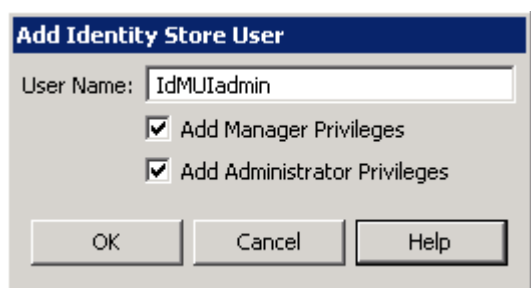 Add Identity Store User
User Name: IdMUIadmin
Add Manager Privileges
Add Administrator Privileges
OK Cancel Help